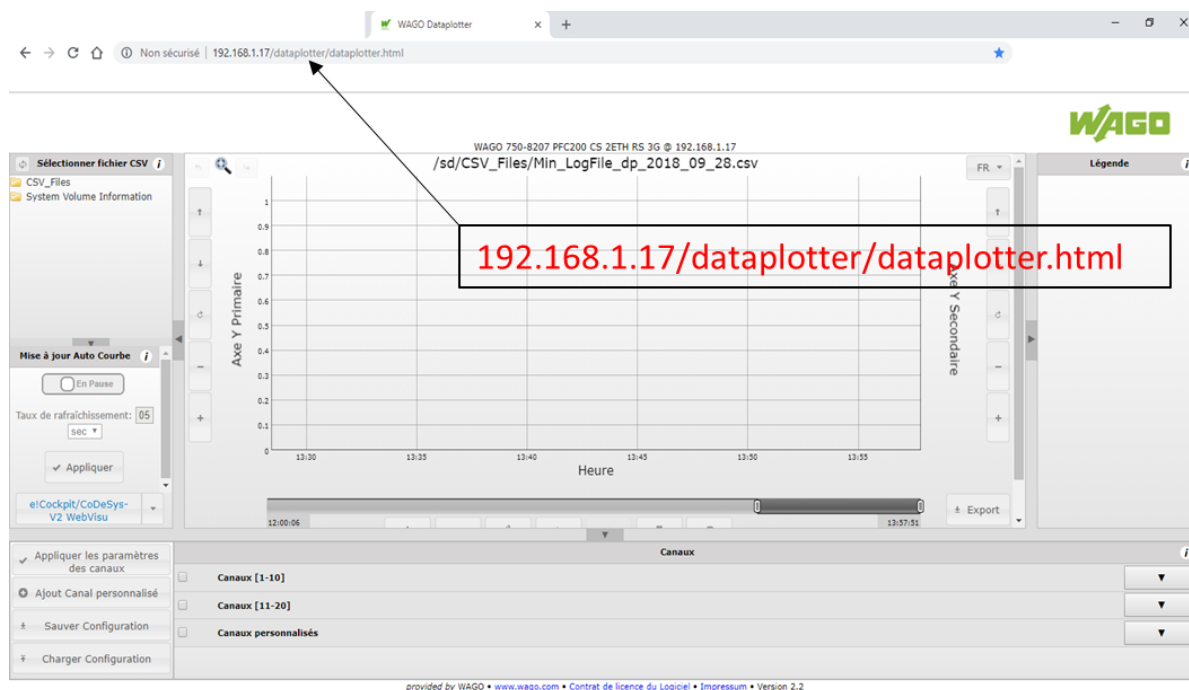 WAGO Dataplotter
Non sécurisé | 192.168.1.17/dataplotter/dataplotter.html
WAGO
WAGO 750-8207 PFC200 CS 2ETH RS 3G @ 192.168.1.17
/sd/CSV_Files/Min_LogFile_dp_2018_09_28.csv
FR
Sélectionner fichier CSV
CSV_Files
System Volume Information
Légende
192.168.1.17/dataplotter/dataplotter.html
Axe Y Primaire
Axe Y Secondaire
1
0.9
0.8
0.7
0.6
0.5
0.4
0.3
0.2
0.1
0
13:30
13:35
13:40
13:45
13:50
13:55
Heure
12:00:06
13:57:51
Export
Mise à jour Auto Courbe
En Pause
Taux de rafraîchissement: 05
sec
Appliquer
e!Cockpit/CoDeSys-
V2 WebVisu
Appliquer les paramètres
des canaux
Ajout Canal personnalisé
Sauver Configuration
Charger Configuration
Canaux
Canaux [1-10]
Canaux [11-20]
Canaux personnalisés
provided by WAGO • www.wago.com • Contrat de licence du Logiciel • Impressum • Version 2.2